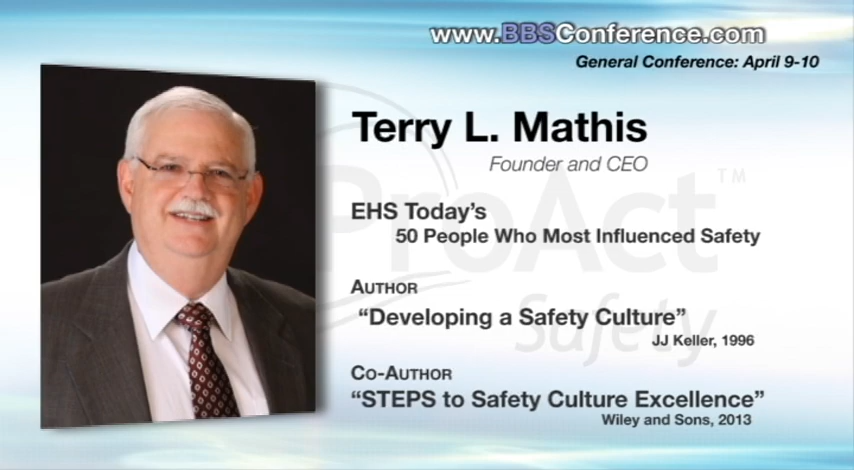 www.BBSConference.com
General Conference: April 9-10
Terry L. Mathis
Founder and CEO
EHS Today's
50 People Who Most Influenced Safety
AUTHOR
“Developing a Safety Culture”
JJ Keller, 1996
CO-AUTHOR
“STEPS to Safety Culture Excellence”
Wiley and Sons, 2013
ProAct™
Safety